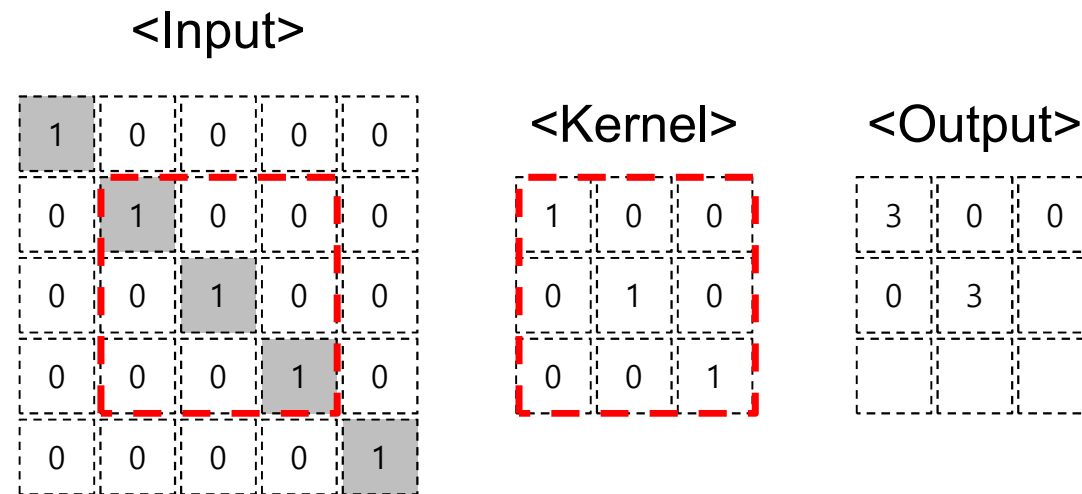 <Input>
<Kernel> <Output>
1 0 0 0 0
0 1 0 0 0
0 0 1 0 0
0 0 0 1 0
0 0 0 0 1
1 0 0
0 1 0
0 0 1
3 0 0
0 3